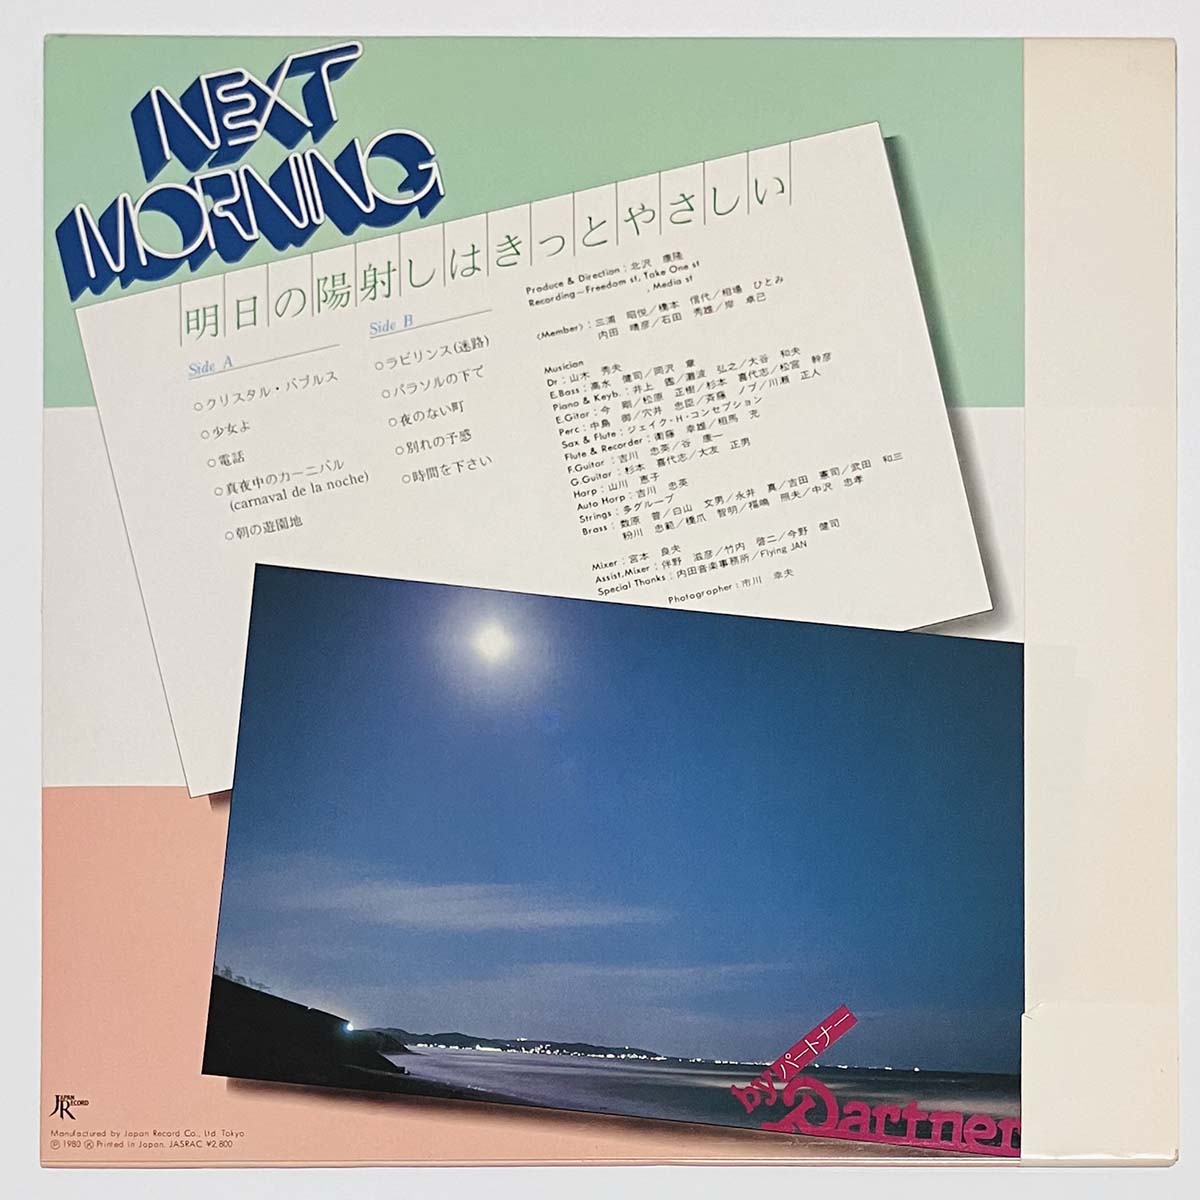 NEXT
MORNING
明日の陽射しはきっとやさしい
Side A
○クリスタル・バブルス
○少女よ
○電話
○真夜中のカーニバル
(carnaval de la noche)
○朝の遊園地
Side B
○ラビリンス(迷路)
○パラソルの下で
○夜のない町
○別れの予感
○時間を下さい
Produce & Direction：北沢 康隆
Recording—Freedom st, Take One st
, Media st
〈Member〉：三浦 昭悦／橋本 信代／相場 ひとみ
内田 晴彦／石田 秀雄／岸 卓巳
Musician
Dr：山木 秀夫
E.Bass：高水 健司／岡沢 章
Piano & Keyb.：井上 鑑／瀬波 弘之／大谷 和夫
E.Gitar：今 剛／松原 正樹／杉本 喜代志／松宮 幹彦
Perc：中島 御／穴井 忠臣／斉藤 ノブ／川瀬 正人
Sax & Flute：ジェイク・H・コンセプション
Flute & Recorder：衛藤 幸雄／相馬 充
F.Guitar：吉川 忠英／谷 康一
G.Guitar：杉本 喜代志／大友 正男
Harp：山川 恵子
Auto Harp：吉川 忠英
Strings：多グループ
Brass：数原 晋／白山 文男／永井 真／吉田 憲司／武田 和三
粉川 忠範／橋爪 智明／福嶋 照夫／中沢 忠孝
Mixer：宮本 良夫
Assist,Mixer：伴野 滋彦／竹内 啓二／今野 健司
Special Thanks：内田音楽事務所／Flying JAN
Photographer：市川 幸夫
by パートナー
Partner
JAPAN RECORD
Manufactured by Japan Record Co., Ltd. Tokyo
Ⓟ 1980 Ⓚ Printed in Japan. JASRAC ¥2,800